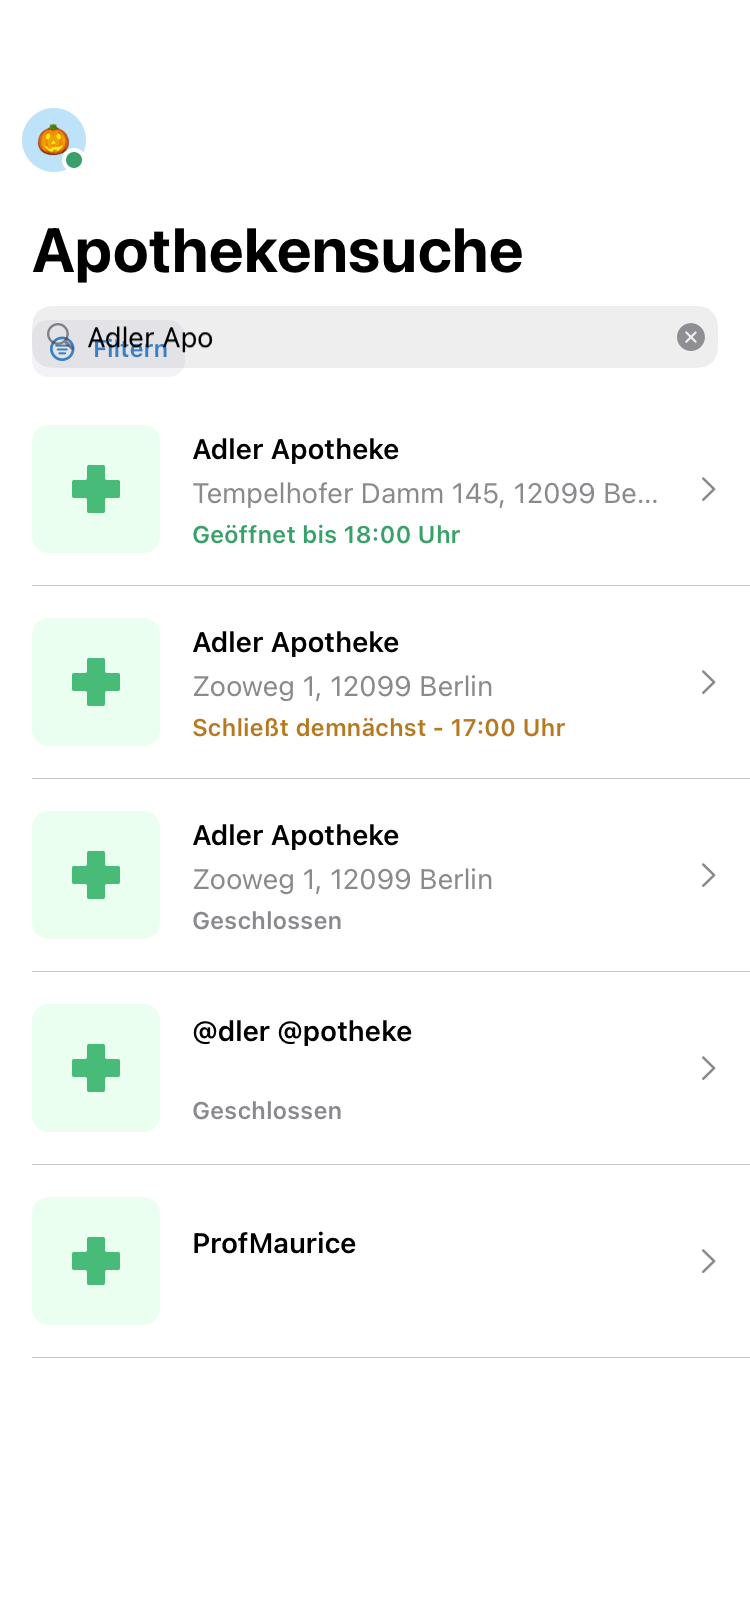 Apothekensuche
Adler Apo
Filtern
Adler Apotheke
Tempelhofer Damm 145, 12099 Be...
Geöffnet bis 18:00 Uhr
Adler Apotheke
Zooweg 1, 12099 Berlin
Schließt demnächst - 17:00 Uhr
Adler Apotheke
Zooweg 1, 12099 Berlin
Geschlossen
@dler @potheke
Geschlossen
ProfMaurice